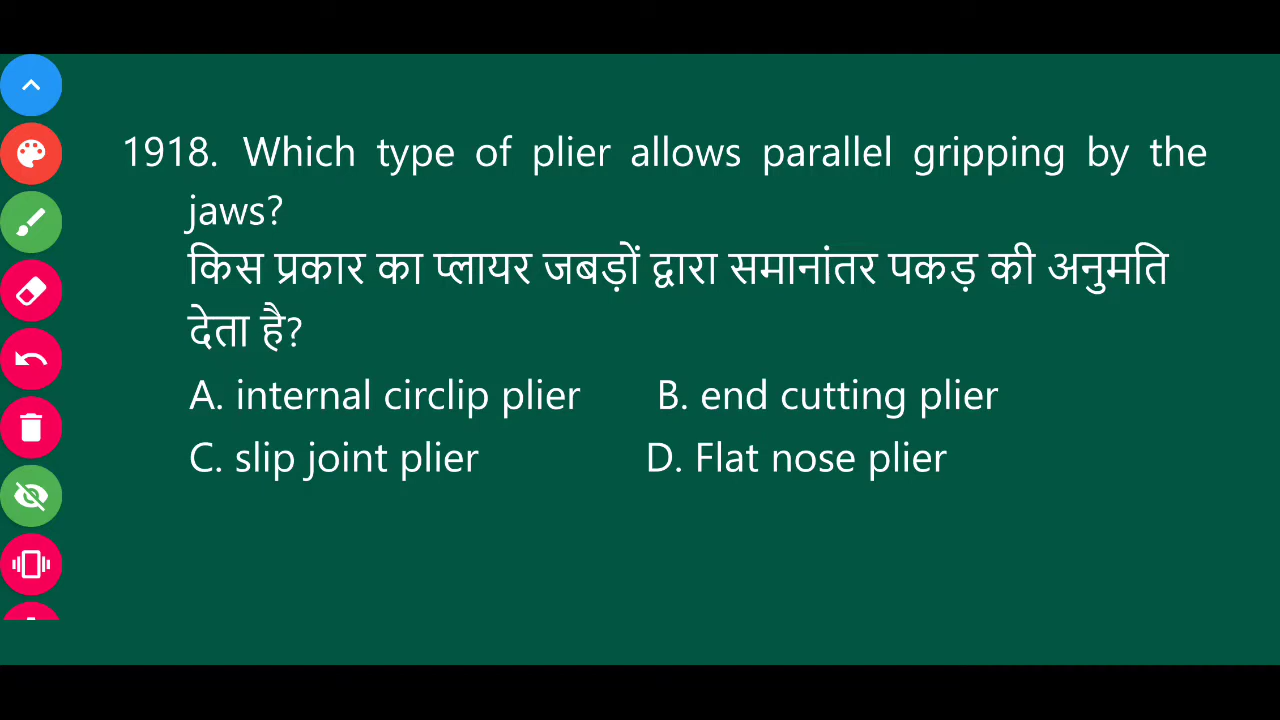 1918. Which type of plier allows parallel gripping by the
jaws?
किस प्रकार का प्लायर जबड़ों द्वारा समानांतर पकड़ की अनुमति
देता है?
A. internal circlip plier B. end cutting plier
C. slip joint plier D. Flat nose plier